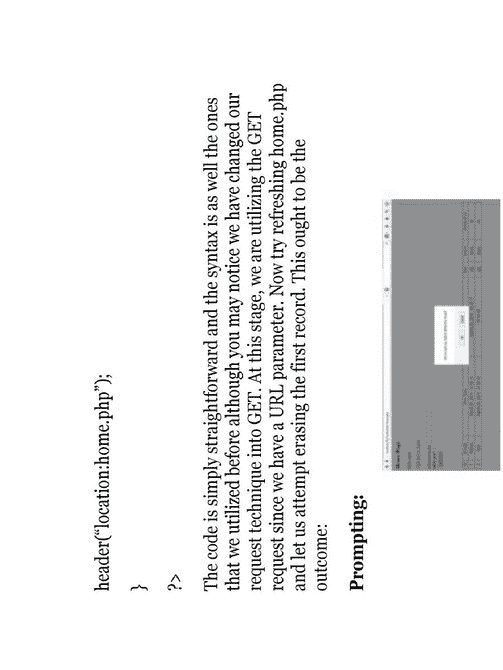 header(“location:home.php”);
}
?>
The code is simply straightforward and the syntax is as well the ones
that we utilized before although you may notice we have changed our
request technique into GET. At this stage, we are utilizing the GET
request since we have a URL parameter. Now try refreshing home.php
and let us attempt erasing the first record. This ought to be the
outcome:
Prompting: